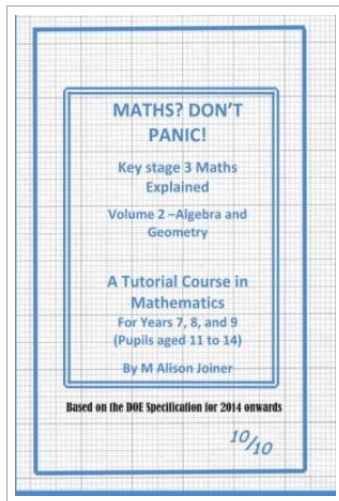 MATHS? DON'T
PANIC!
Key stage 3 Maths
Explained
Volume 2 –Algebra and
Geometry
A Tutorial Course in
Mathematics
For Years 7, 8, and 9
(Pupils aged 11 to 14)
By M Alison Joiner
Based on the DOE Specification for 2014 onwards
10/10